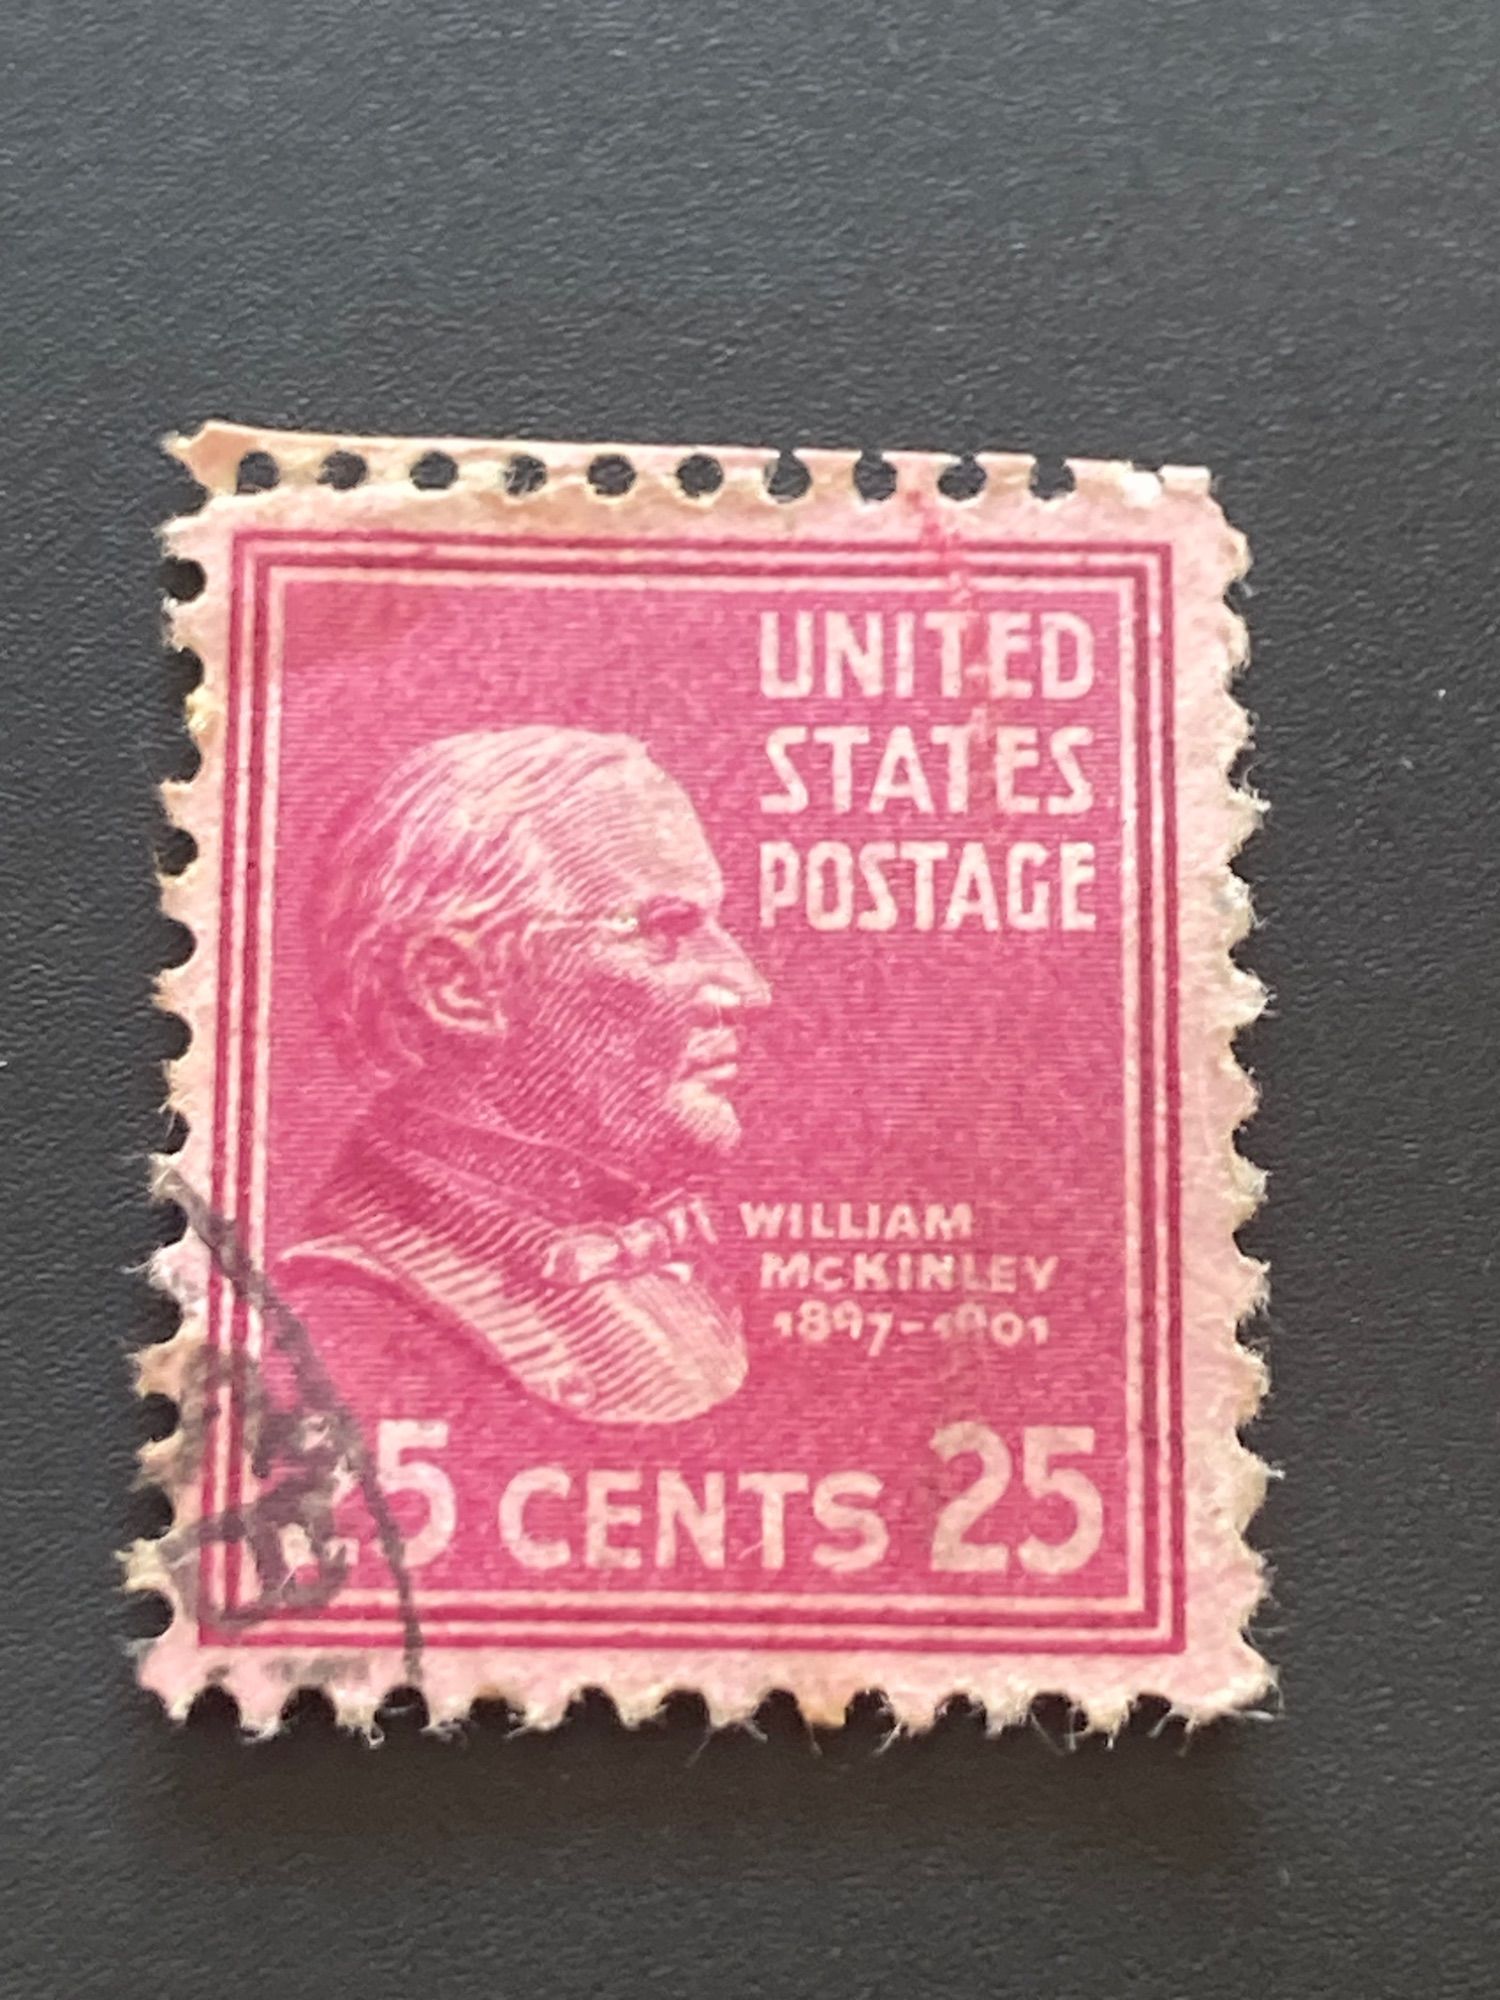 UNITED
STATES
POSTAGE
WILLIAM
McKINLEY
1897-1901
25 CENTS 25